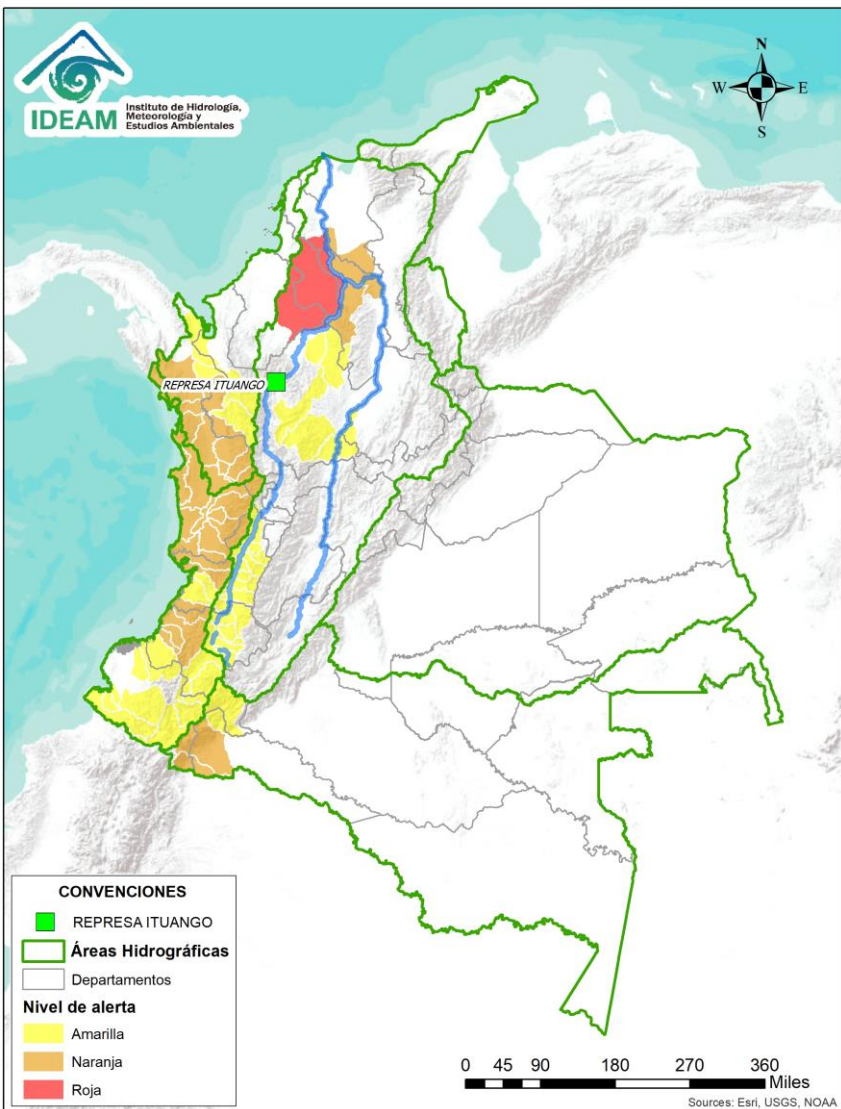 IDEAM
Instituto de Hidrología,
Meteorología y
Estudios Ambientales
N
W
E
S
REPRESA ITUANGO
CONVENCIONES
REPRESA ITUANGO
Áreas Hidrográficas
Departamentos
Nivel de alerta
Amarilla
Naranja
Roja
0 45 90 180 270 360
Miles
Sources: Esri, USGS, NOAA